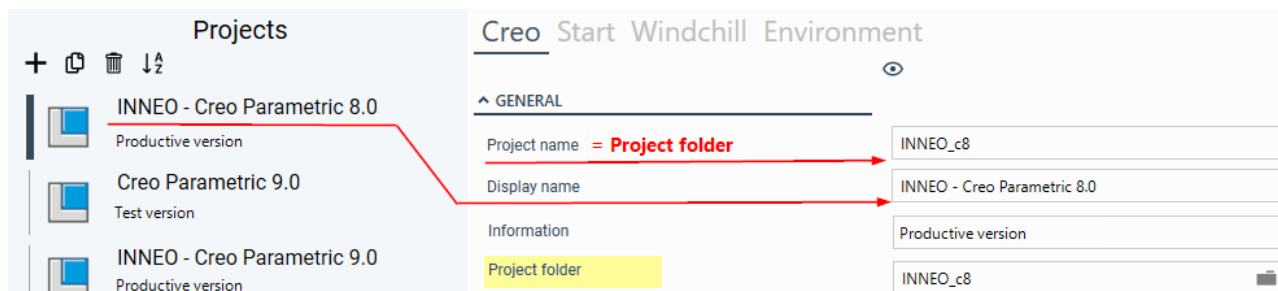 Projects
INNEO - Creo Parametric 8.0
Productive version
Creo Parametric 9.0
Test version
INNEO - Creo Parametric 9.0
Productive version
Creo Start Windchill Environment
GENERAL
Project name = Project folder INNEO_c8
Display name INNEO - Creo Parametric 8.0
Information Productive version
Project folder INNEO_c8